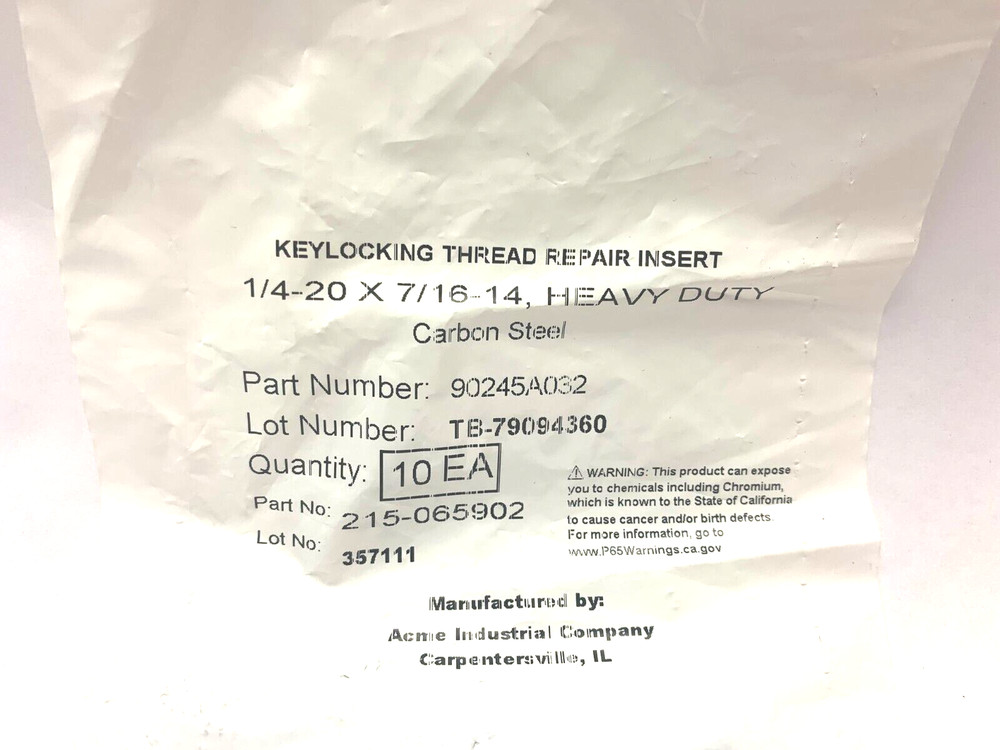 KEYLOCKING THREAD REPAIR INSERT
1/4-20 X 7/16-14, HEAVY DUTY
Carbon Steel
Part Number: 90245A032
Lot Number: TB-79094360
Quantity: 10 EA
Part No: 215-065902
Lot No: 357111
⚠ WARNING: This product can expose
you to chemicals including Chromium,
which is known to the State of California
to cause cancer and/or birth defects.
For more information, go to
www.P65Warnings.ca.gov
Manufactured by:
Acme Industrial Company
Carpentersville, IL